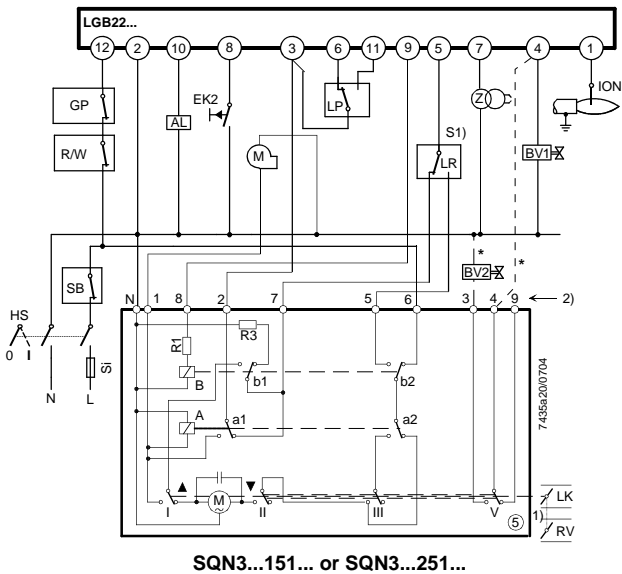 LGB22...
12 2 10 8 3 6 11 9 5 7 4 1
ION
GP
EK2
LP
Z
AL
S1)
R/W
M
LR
BV1
*
SB
BV2
*
HS
N 1 8 2 7 5 6 3 4 9 2)
0 I
Si
R3
R1
N L
B b1 b2
A a1 a2
7435a20/0704
M
~
I II III V
LK
1)
5
RV
SQN3...151... or SQN3...251...